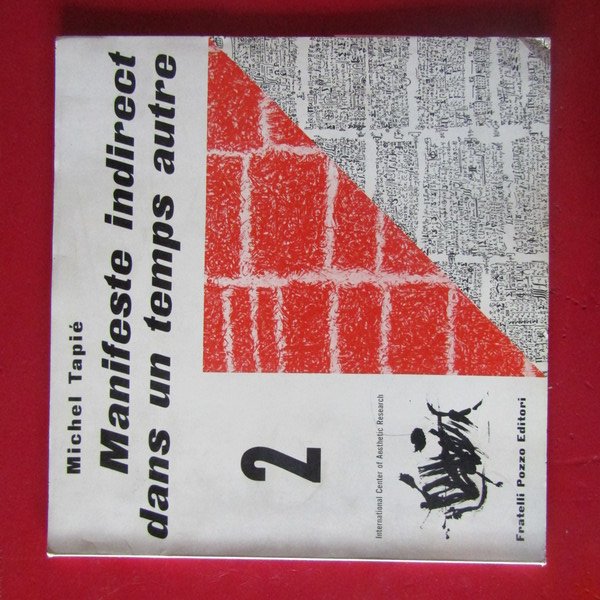 Michel Tapié
Manifeste indirect
dans un temps autre
2
International Center of Aesthetic Research
Fratelli Pozzo Editori